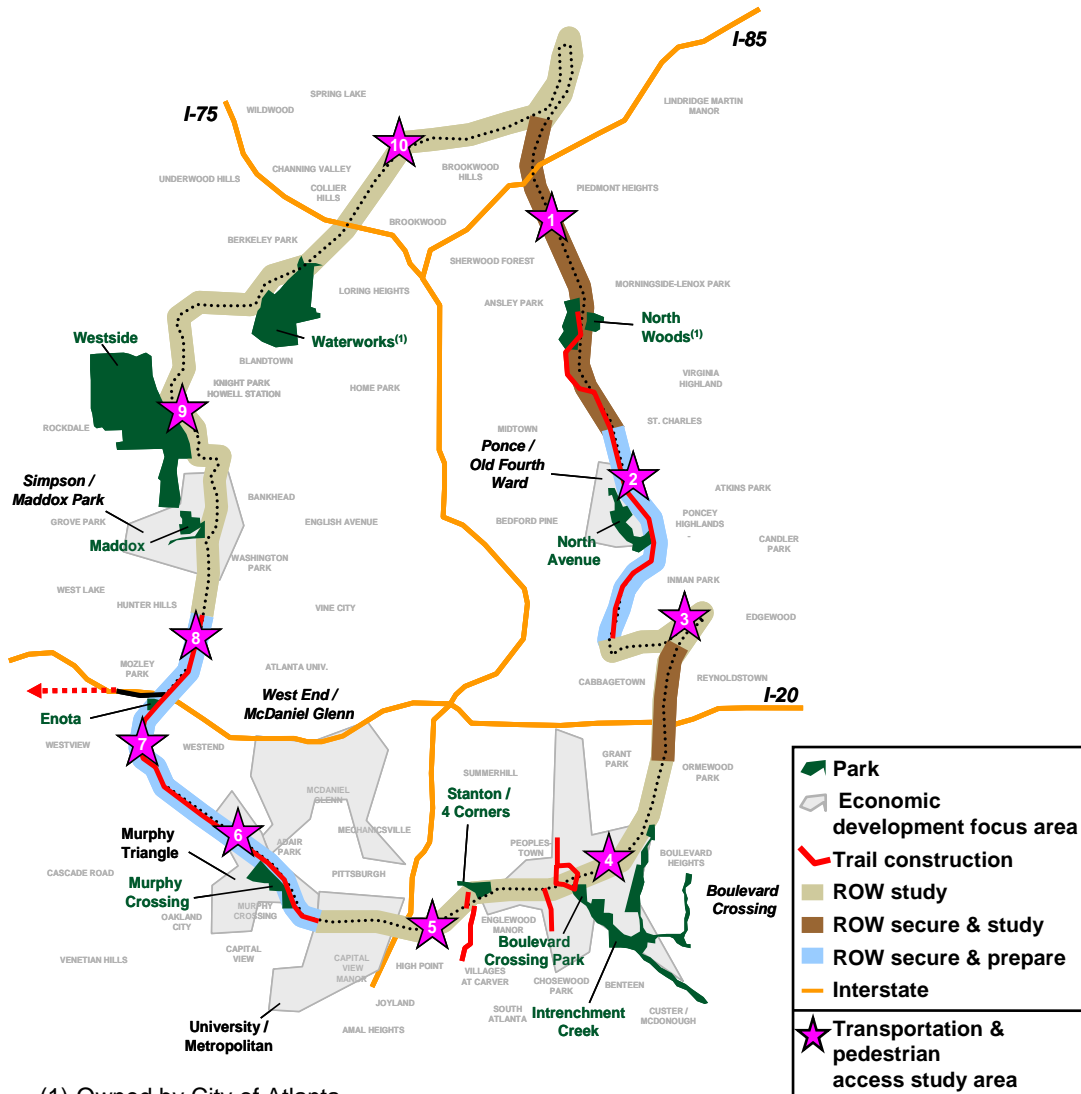 I-85
I-75
SPRING LAKE
WILDWOOD
LINDRIDGE MARTIN
MANOR
10
CHANNING VALLEY
UNDERWOOD HILLS
COLLIER
HILLS
BROOKWOOD
HILLS
PIEDMONT HEIGHTS
1
BROOKWOOD
BERKELEY PARK
SHERWOOD FOREST
MORNINGSIDE-LENOX PARK
LORING HEIGHTS
ANSLEY PARK
North
Woods(1)
Westside
Waterworks(1)
BLANDTOWN
VIRGINIA
HIGHLAND
KNIGHT PARK
HOWELL STATION
HOME PARK
9
ROCKDALE
MIDTOWN
ST. CHARLES
Ponce /
Old Fourth
Ward
2
Simpson /
Maddox Park
ATKINS PARK
BANKHEAD
GROVE PARK
ENGLISH AVENUE
BEDFORD PINE
PONCEY
HIGHLANDS
-
Maddox
North
Avenue
CANDLER
PARK
WASHINGTON
PARK
WEST LAKE
INMAN PARK
HUNTER HILLS
VINE CITY
3
EDGEWOOD
8
MOZLEY
PARK
ATLANTA UNIV.
CABBAGETOWN
REYNOLDSTOWN
West End /
McDaniel Glenn
I-20
Enota
7
WESTVIEW
WESTEND
GRANT
PARK
ORMEWOOD
PARK
SUMMERHILL
Stanton /
4 Corners
MCDANIEL
GLENN
MECHANICSVILLE
6
Murphy
Triangle
ADAIR
PARK
PEOPLES-
TOWN
4
BOULEVARD
HEIGHTS
CASCADE ROAD
PITTSBURGH
Murphy
Crossing
Boulevard
Crossing
OAKLAND
CITY
MURPHY
CROSSING
5
ENGLEWOOD
MANOR
Boulevard
Crossing Park
CAPITAL
VIEW
VENETIAN HILLS
CAPITAL
VIEW
MANOR
HIGH POINT
VILLAGES
AT CARVER
CHOSEWOOD
PARK
BENTEEN
JOYLAND
SOUTH
ATLANTA
Intrenchment
Creek
CUSTER /
MCDONOUGH
University /
Metropolitan
AMAL HEIGHTS
Park
Economic
development focus area
Trail construction
ROW study
ROW secure & study
ROW secure & prepare
Interstate
Transportation &
pedestrian
access study area
(1) Owned by City of Atlanta